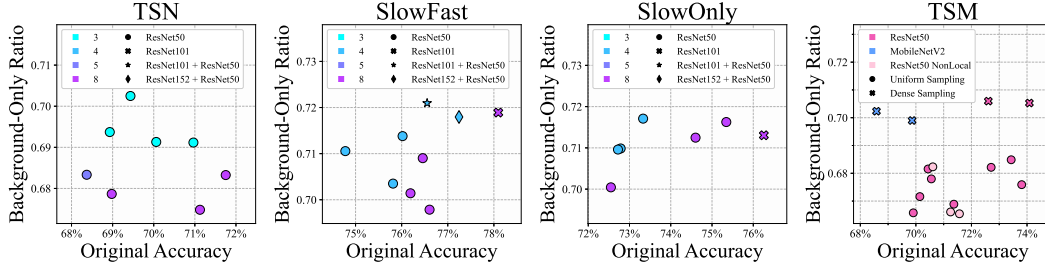 TSN
Background-Only Ratio
3
4
5
8
ResNet50
ResNet101
ResNet101 + ResNet50
ResNet152 + ResNet50
0.71
0.70
0.69
0.68
68%
69%
70%
71%
72%
Original Accuracy
SlowFast
Background-Only Ratio
3
4
5
8
ResNet50
ResNet101
ResNet101 + ResNet50
ResNet152 + ResNet50
0.73
0.72
0.71
0.70
75%
76%
77%
78%
Original Accuracy
SlowOnly
Background-Only Ratio
3
4
5
8
ResNet50
ResNet101
ResNet101 + ResNet50
ResNet152 + ResNet50
0.73
0.72
0.71
0.70
72%
73%
74%
75%
76%
Original Accuracy
TSM
Background-Only Ratio
ResNet50
MobileNetV2
ResNet50 NonLocal
Uniform Sampling
Dense Sampling
0.72
0.70
0.68
70%
72%
74%
Original Accuracy